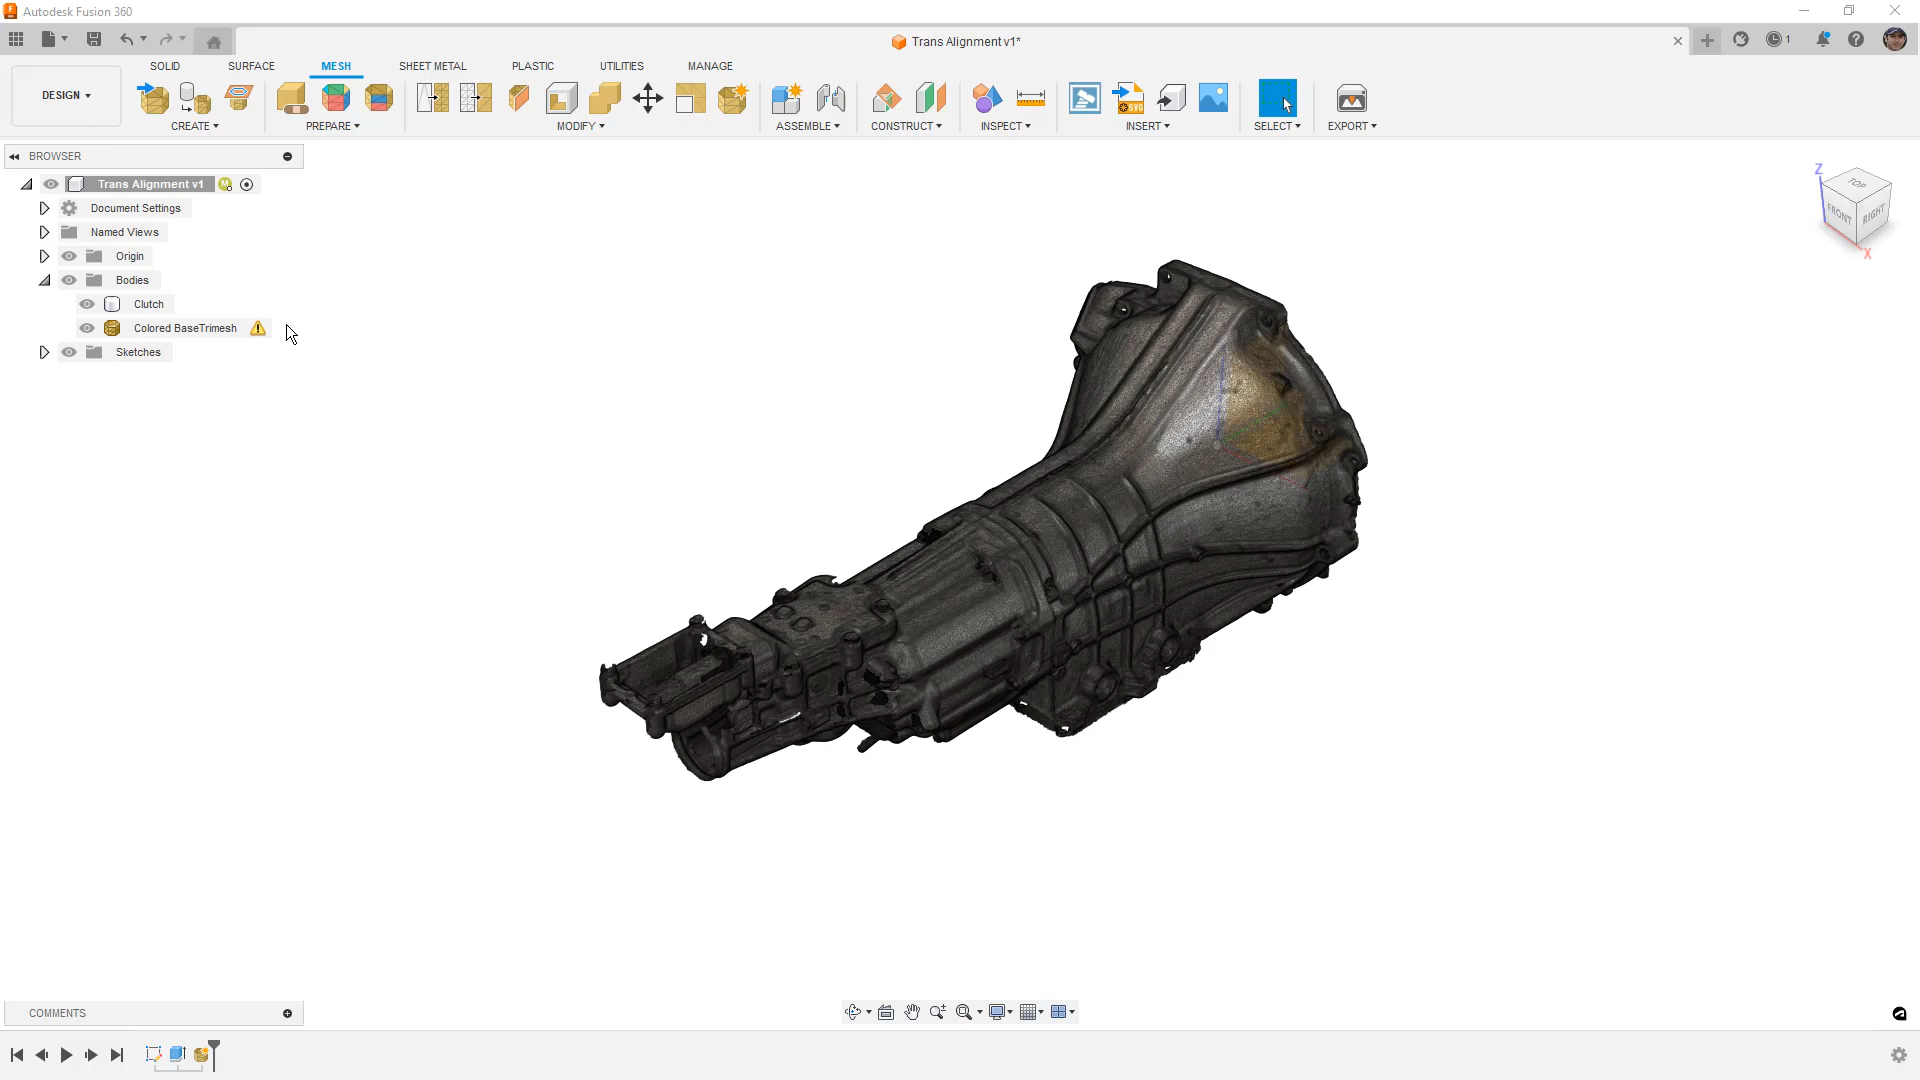 Autodesk Fusion 360
Trans Alignment v1*
1
DESIGN
SOLID
SURFACE
MESH
SHEET METAL
PLASTIC
UTILITIES
MANAGE
CREATE
PREPARE
MODIFY
ASSEMBLE
CONSTRUCT
INSPECT
INSERT
SELECT
EXPORT
SVG
BROWSER
Trans Alignment v1
Document Settings
Named Views
Origin
Bodies
Clutch
Colored BaseTrimesh
Sketches
Z
TOP
FRONT
RIGHT
X
COMMENTS